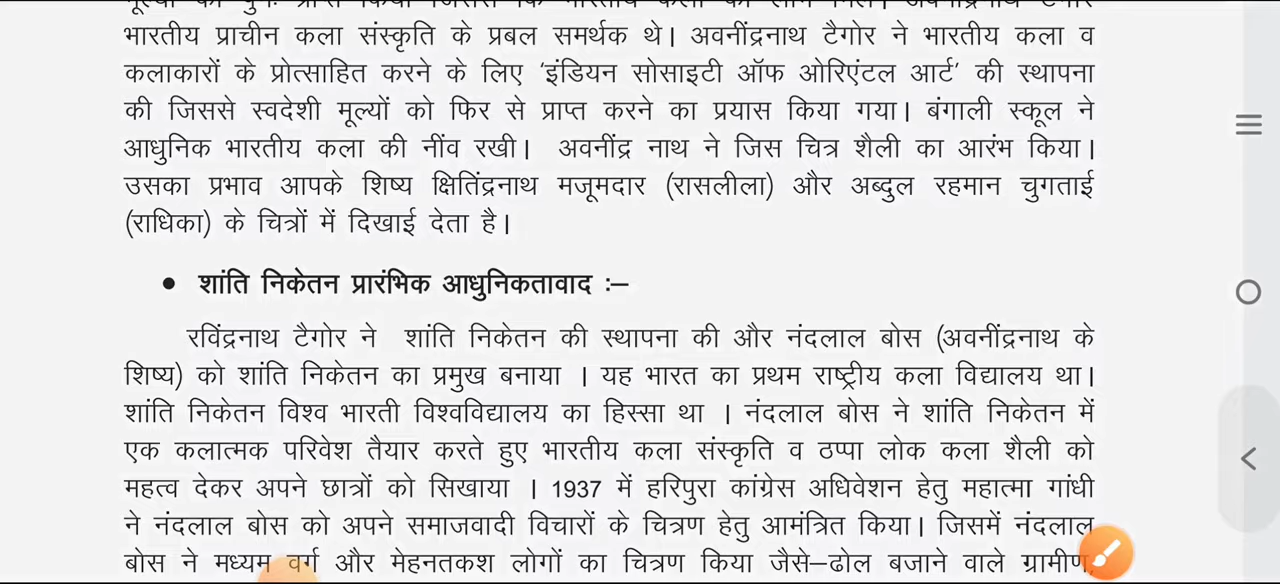 मूल्यों को पुनः प्राप्त किया जिससे कि भारतीय कला को लाभ मिले। अवनींद्रनाथ टैगोर
भारतीय प्राचीन कला संस्कृति के प्रबल समर्थक थे। अवनींद्रनाथ टैगोर ने भारतीय कला व
कलाकारों के प्रोत्साहित करने के लिए ‘इंडियन सोसाइटी ऑफ ओरिएंटल आर्ट’ की स्थापना
की जिससे स्वदेशी मूल्यों को फिर से प्राप्त करने का प्रयास किया गया। बंगाली स्कूल ने
आधुनिक भारतीय कला की नींव रखी। अवनींद्र नाथ ने जिस चित्र शैली का आरंभ किया।
उसका प्रभाव आपके शिष्य क्षितिंद्रनाथ मजूमदार (रासलीला) और अब्दुल रहमान चुगताई
(राधिका) के चित्रों में दिखाई देता है।
• शांति निकेतन प्रारंभिक आधुनिकतावाद :–
रविंद्रनाथ टैगोर ने शांति निकेतन की स्थापना की और नंदलाल बोस (अवनींद्रनाथ के
शिष्य) को शांति निकेतन का प्रमुख बनाया । यह भारत का प्रथम राष्ट्रीय कला विद्यालय था।
शांति निकेतन विश्व भारती विश्वविद्यालय का हिस्सा था । नंदलाल बोस ने शांति निकेतन में
एक कलात्मक परिवेश तैयार करते हुए भारतीय कला संस्कृति व ठप्पा लोक कला शैली को
महत्व देकर अपने छात्रों को सिखाया । 1937 में हरिपुरा कांग्रेस अधिवेशन हेतु महात्मा गांधी
ने नंदलाल बोस को अपने समाजवादी विचारों के चित्रण हेतु आमंत्रित किया। जिसमें नंदलाल
बोस ने मध्यम वर्ग और मेहनतकश लोगों का चित्रण किया जैसे–ढोल बजाने वाले ग्रामीण,